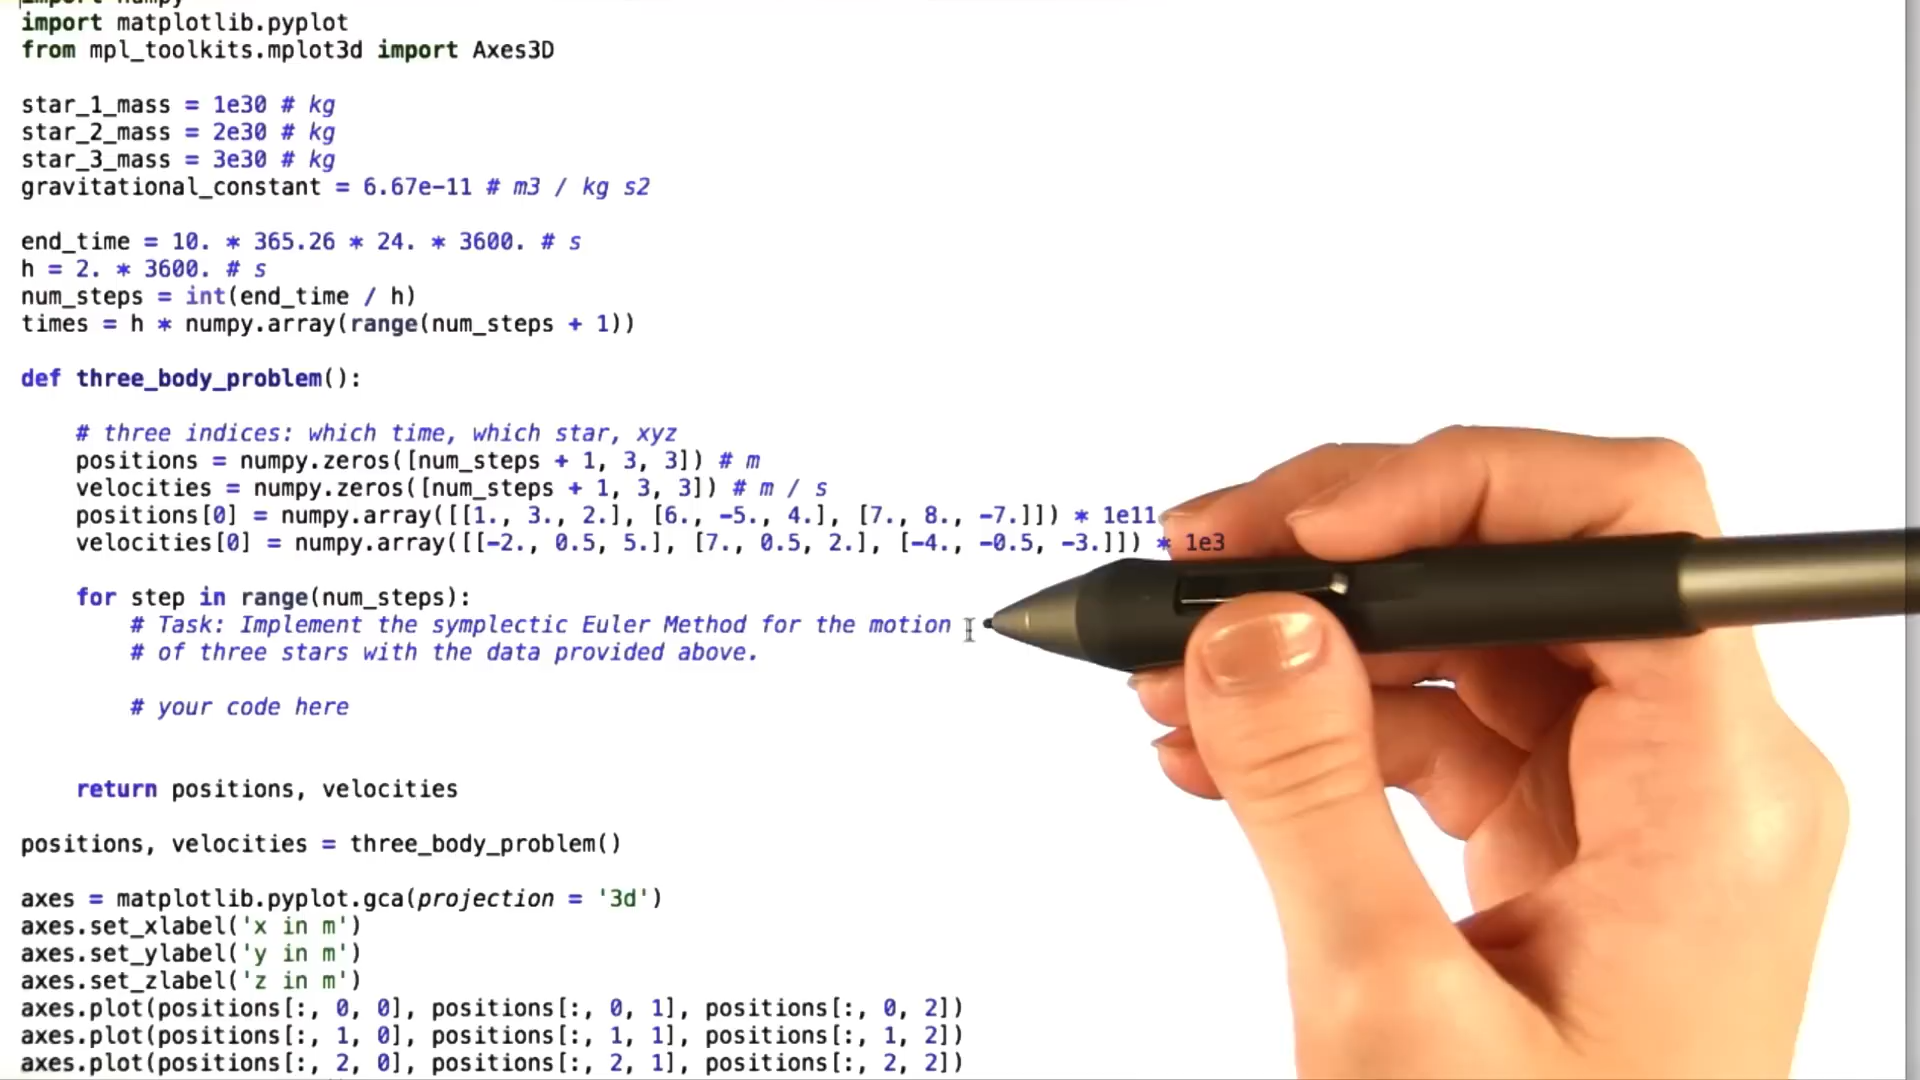 import numpy
import matplotlib.pyplot
from mpl_toolkits.mplot3d import Axes3D
star_1_mass = 1e30 # kg
star_2_mass = 2e30 # kg
star_3_mass = 3e30 # kg
gravitational_constant = 6.67e-11 # m3 / kg s2
end_time = 10. * 365.26 * 24. * 3600. # s
h = 2. * 3600. # s
num_steps = int(end_time / h)
times = h * numpy.array(range(num_steps + 1))
def three_body_problem():
# three indices: which time, which star, xyz
positions = numpy.zeros([num_steps + 1, 3, 3]) # m
velocities = numpy.zeros([num_steps + 1, 3, 3]) # m / s
positions[0] = numpy.array([[1., 3., 2.], [6., -5., 4.], [7., 8., -7.]]) * 1e11
velocities[0] = numpy.array([[-2., 0.5, 5.], [7., 0.5, 2.], [-4., -0.5, -3.]]) * 1e3
for step in range(num_steps):
# Task: Implement the symplectic Euler Method for the motion
# of three stars with the data provided above.
# your code here
return positions, velocities
positions, velocities = three_body_problem()
axes = matplotlib.pyplot.gca(projection = '3d')
axes.set_xlabel('x in m')
axes.set_ylabel('y in m')
axes.set_zlabel('z in m')
axes.plot(positions[:, 0, 0], positions[:, 0, 1], positions[:, 0, 2])
axes.plot(positions[:, 1, 0], positions[:, 1, 1], positions[:, 1, 2])
axes.plot(positions[:, 2, 0], positions[:, 2, 1], positions[:, 2, 2])